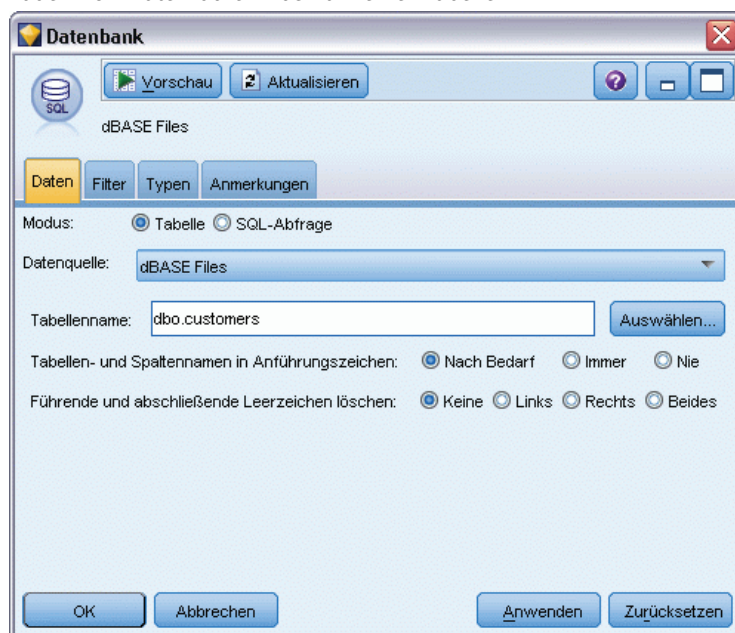 Datenbank
Vorschau Aktualisieren
SQL
dBASE Files
Daten Filter Typen Anmerkungen
Modus: Tabelle SQL-Abfrage
Datenquelle: dBASE Files
Tabellenname: dbo.customers Auswählen...
Tabellen- und Spaltennamen in Anführungszeichen: Nach Bedarf Immer Nie
Führende und abschließende Leerzeichen löschen: Keine Links Rechts Beides
OK Abbrechen Anwenden Zurücksetzen